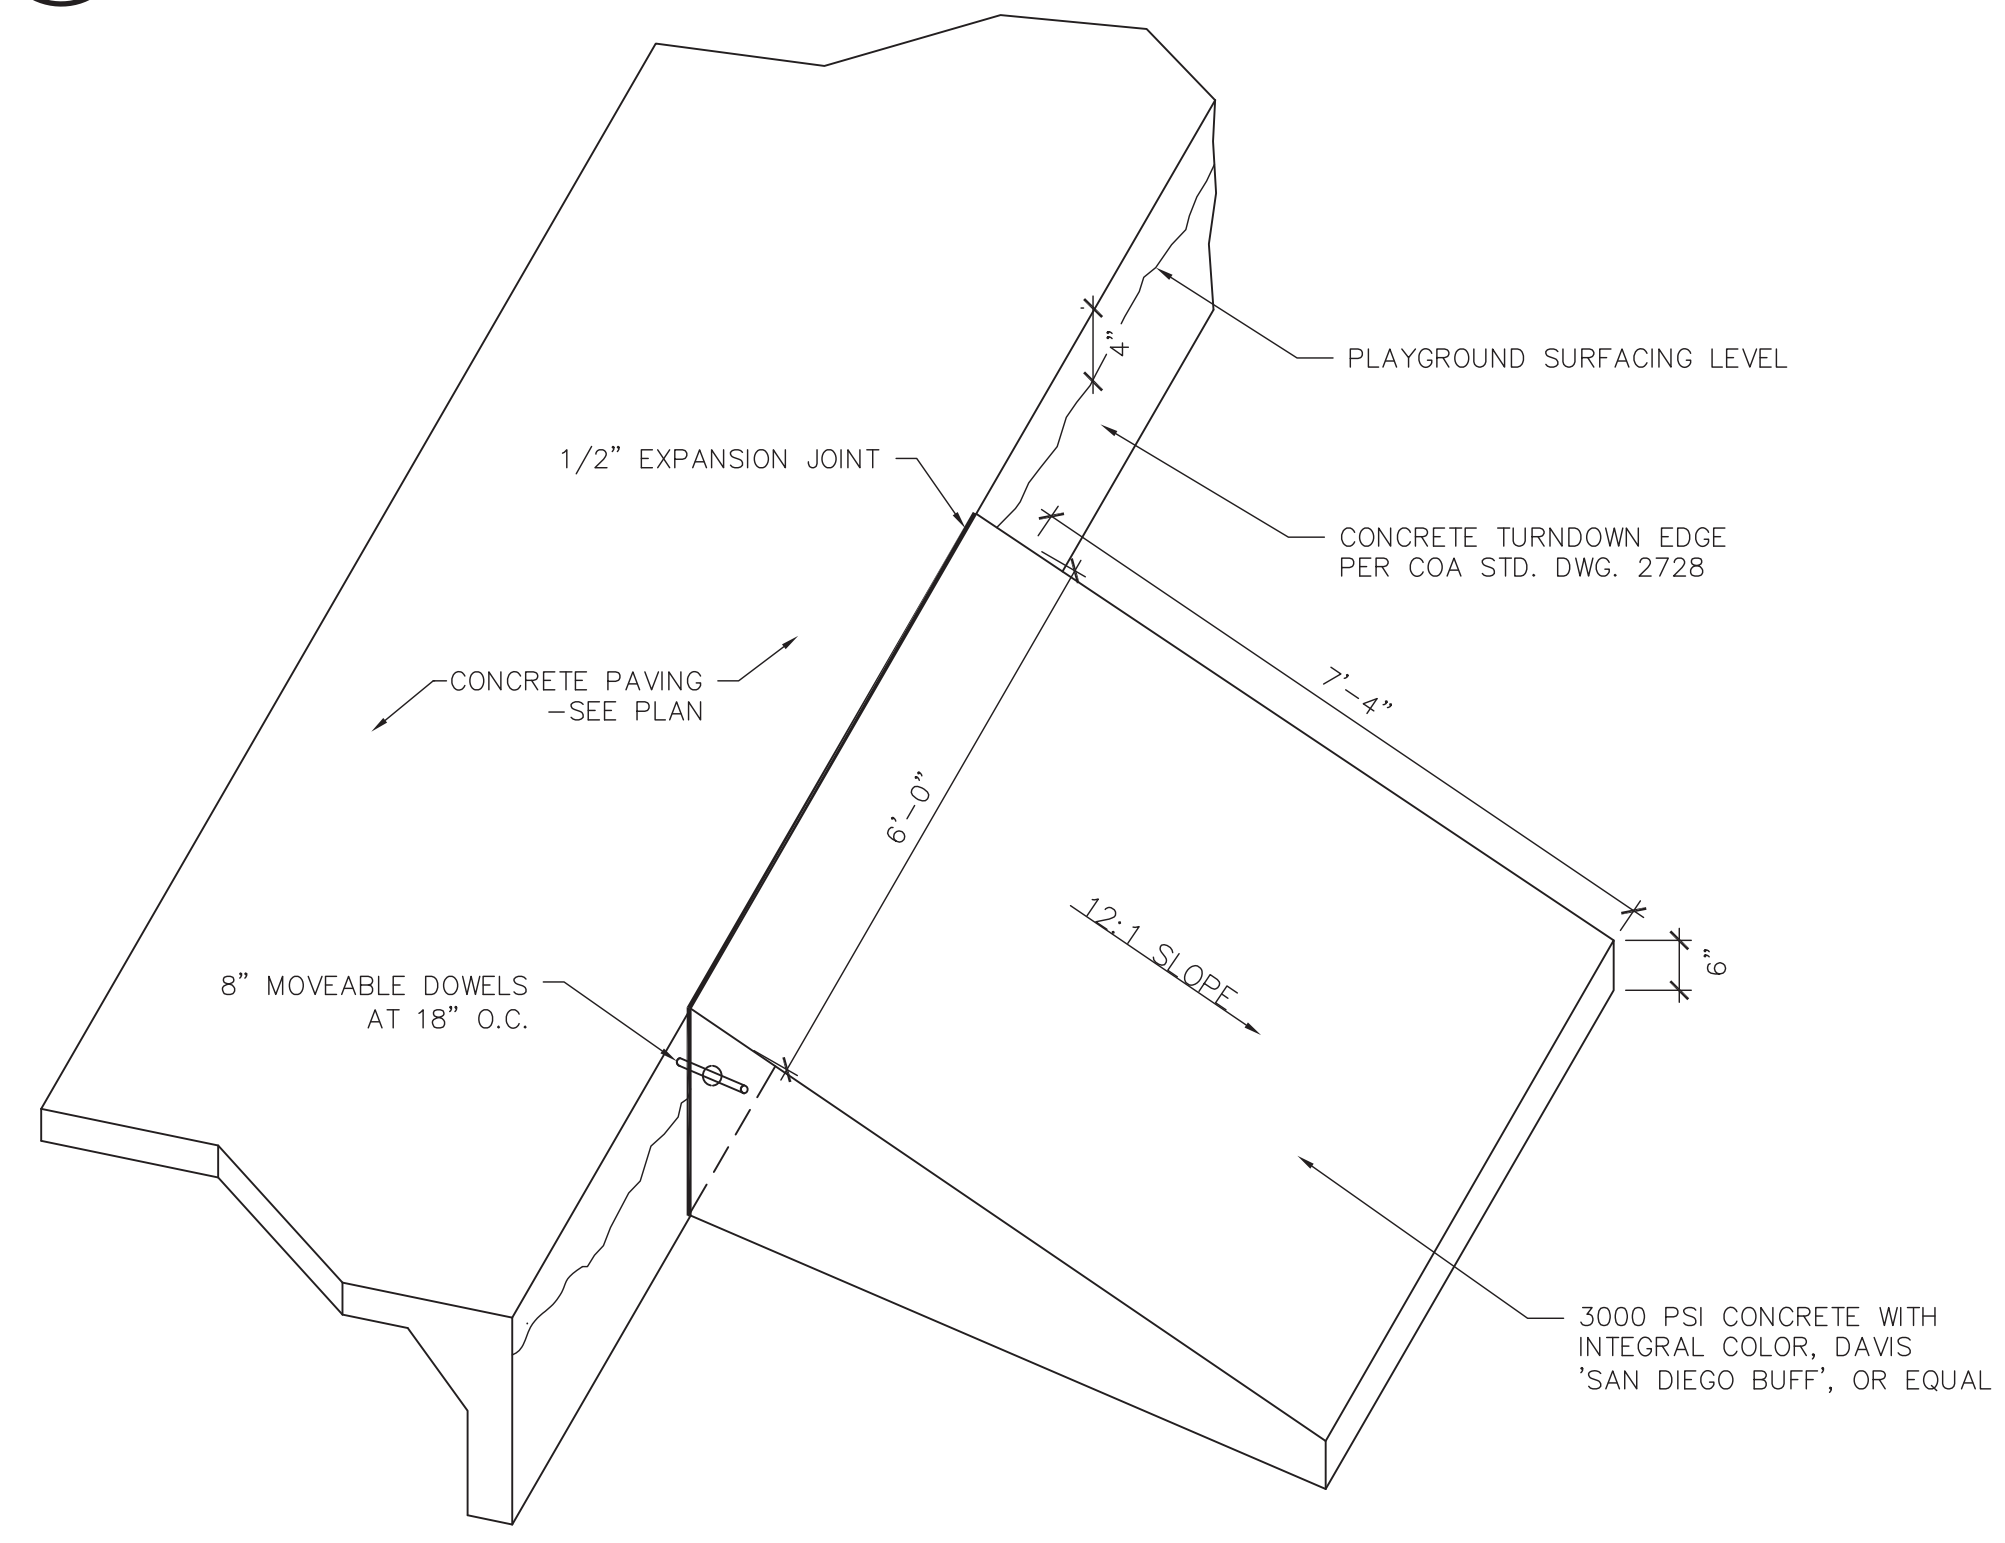 PLAYGROUND SURFACING LEVEL
4"
1/2" EXPANSION JOINT
CONCRETE TURNDOWN EDGE
PER COA STD. DWG. 2728
CONCRETE PAVING
-SEE PLAN
7'-4"
6'-0"
12:1 SLOPE
6"
8" MOVEABLE DOWELS
AT 18" O.C.
3000 PSI CONCRETE WITH
INTEGRAL COLOR, DAVIS
'SAN DIEGO BUFF', OR EQUAL